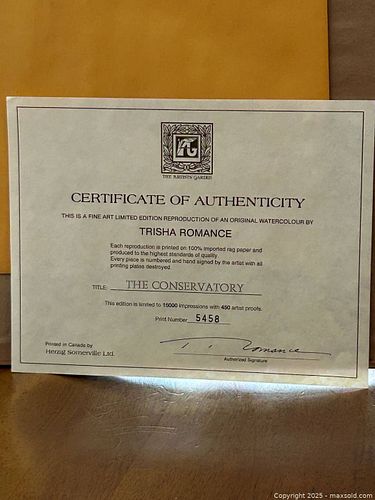 THE ARTIST'S GARDEN
CERTIFICATE OF AUTHENTICITY
THIS IS A FINE ART LIMITED EDITION REPRODUCTION OF AN ORIGINAL WATERCOLOUR BY
TRISHA ROMANCE
Each reproduction is printed on 100% imported rag paper and
produced to the highest standards of quality.
Every piece is numbered and hand signed by the artist with all
printing plates destroyed.
TITLE: THE CONSERVATORY
This edition is limited to 15000 impressions with 450 artist proofs.
Print Number 5458
T. Romance
Authorized Signature
Printed in Canada by
Herzig Somerville Ltd.
Copyright 2025 - maxsold.com